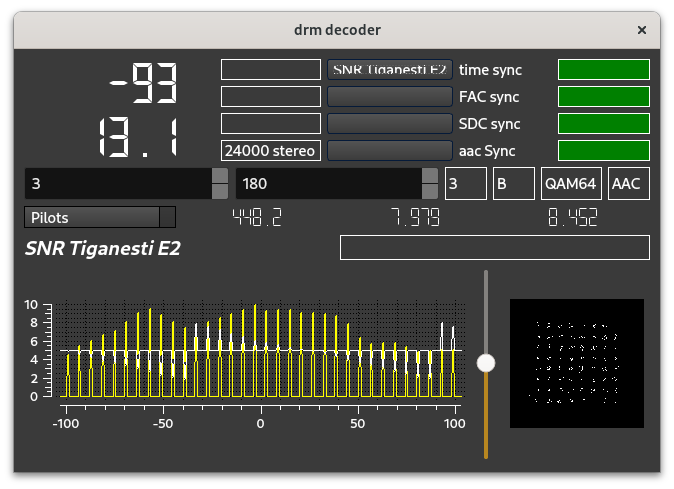 drm decoder ×
-93 SNR Tiganesti E2 time sync
FAC sync
13.1 SDC sync
24000 stereo aac Sync
3 180 3 B QAM64 AAC
Pilots 448.2 7.979 8.452
SNR Tiganesti E2
10
8
6
4
2
0
-100 -50 0 50 100